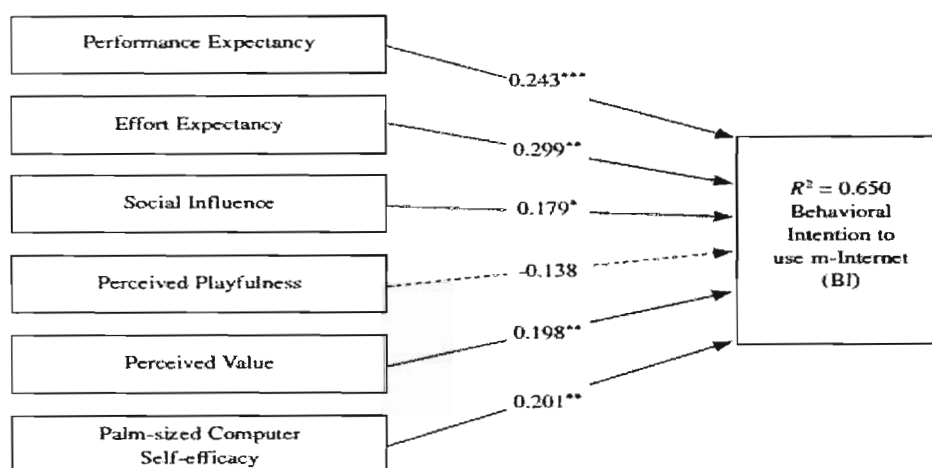 Performance Expectancy
0.243***
Effort Expectancy
0.299**
Social Influence
0.179*
R² = 0.650
Behavioral
Intention to
use m-Internet
(BI)
Perceived Playfulness
-0.138
Perceived Value
0.198**
0.201**
Palm-sized Computer
Self-efficacy